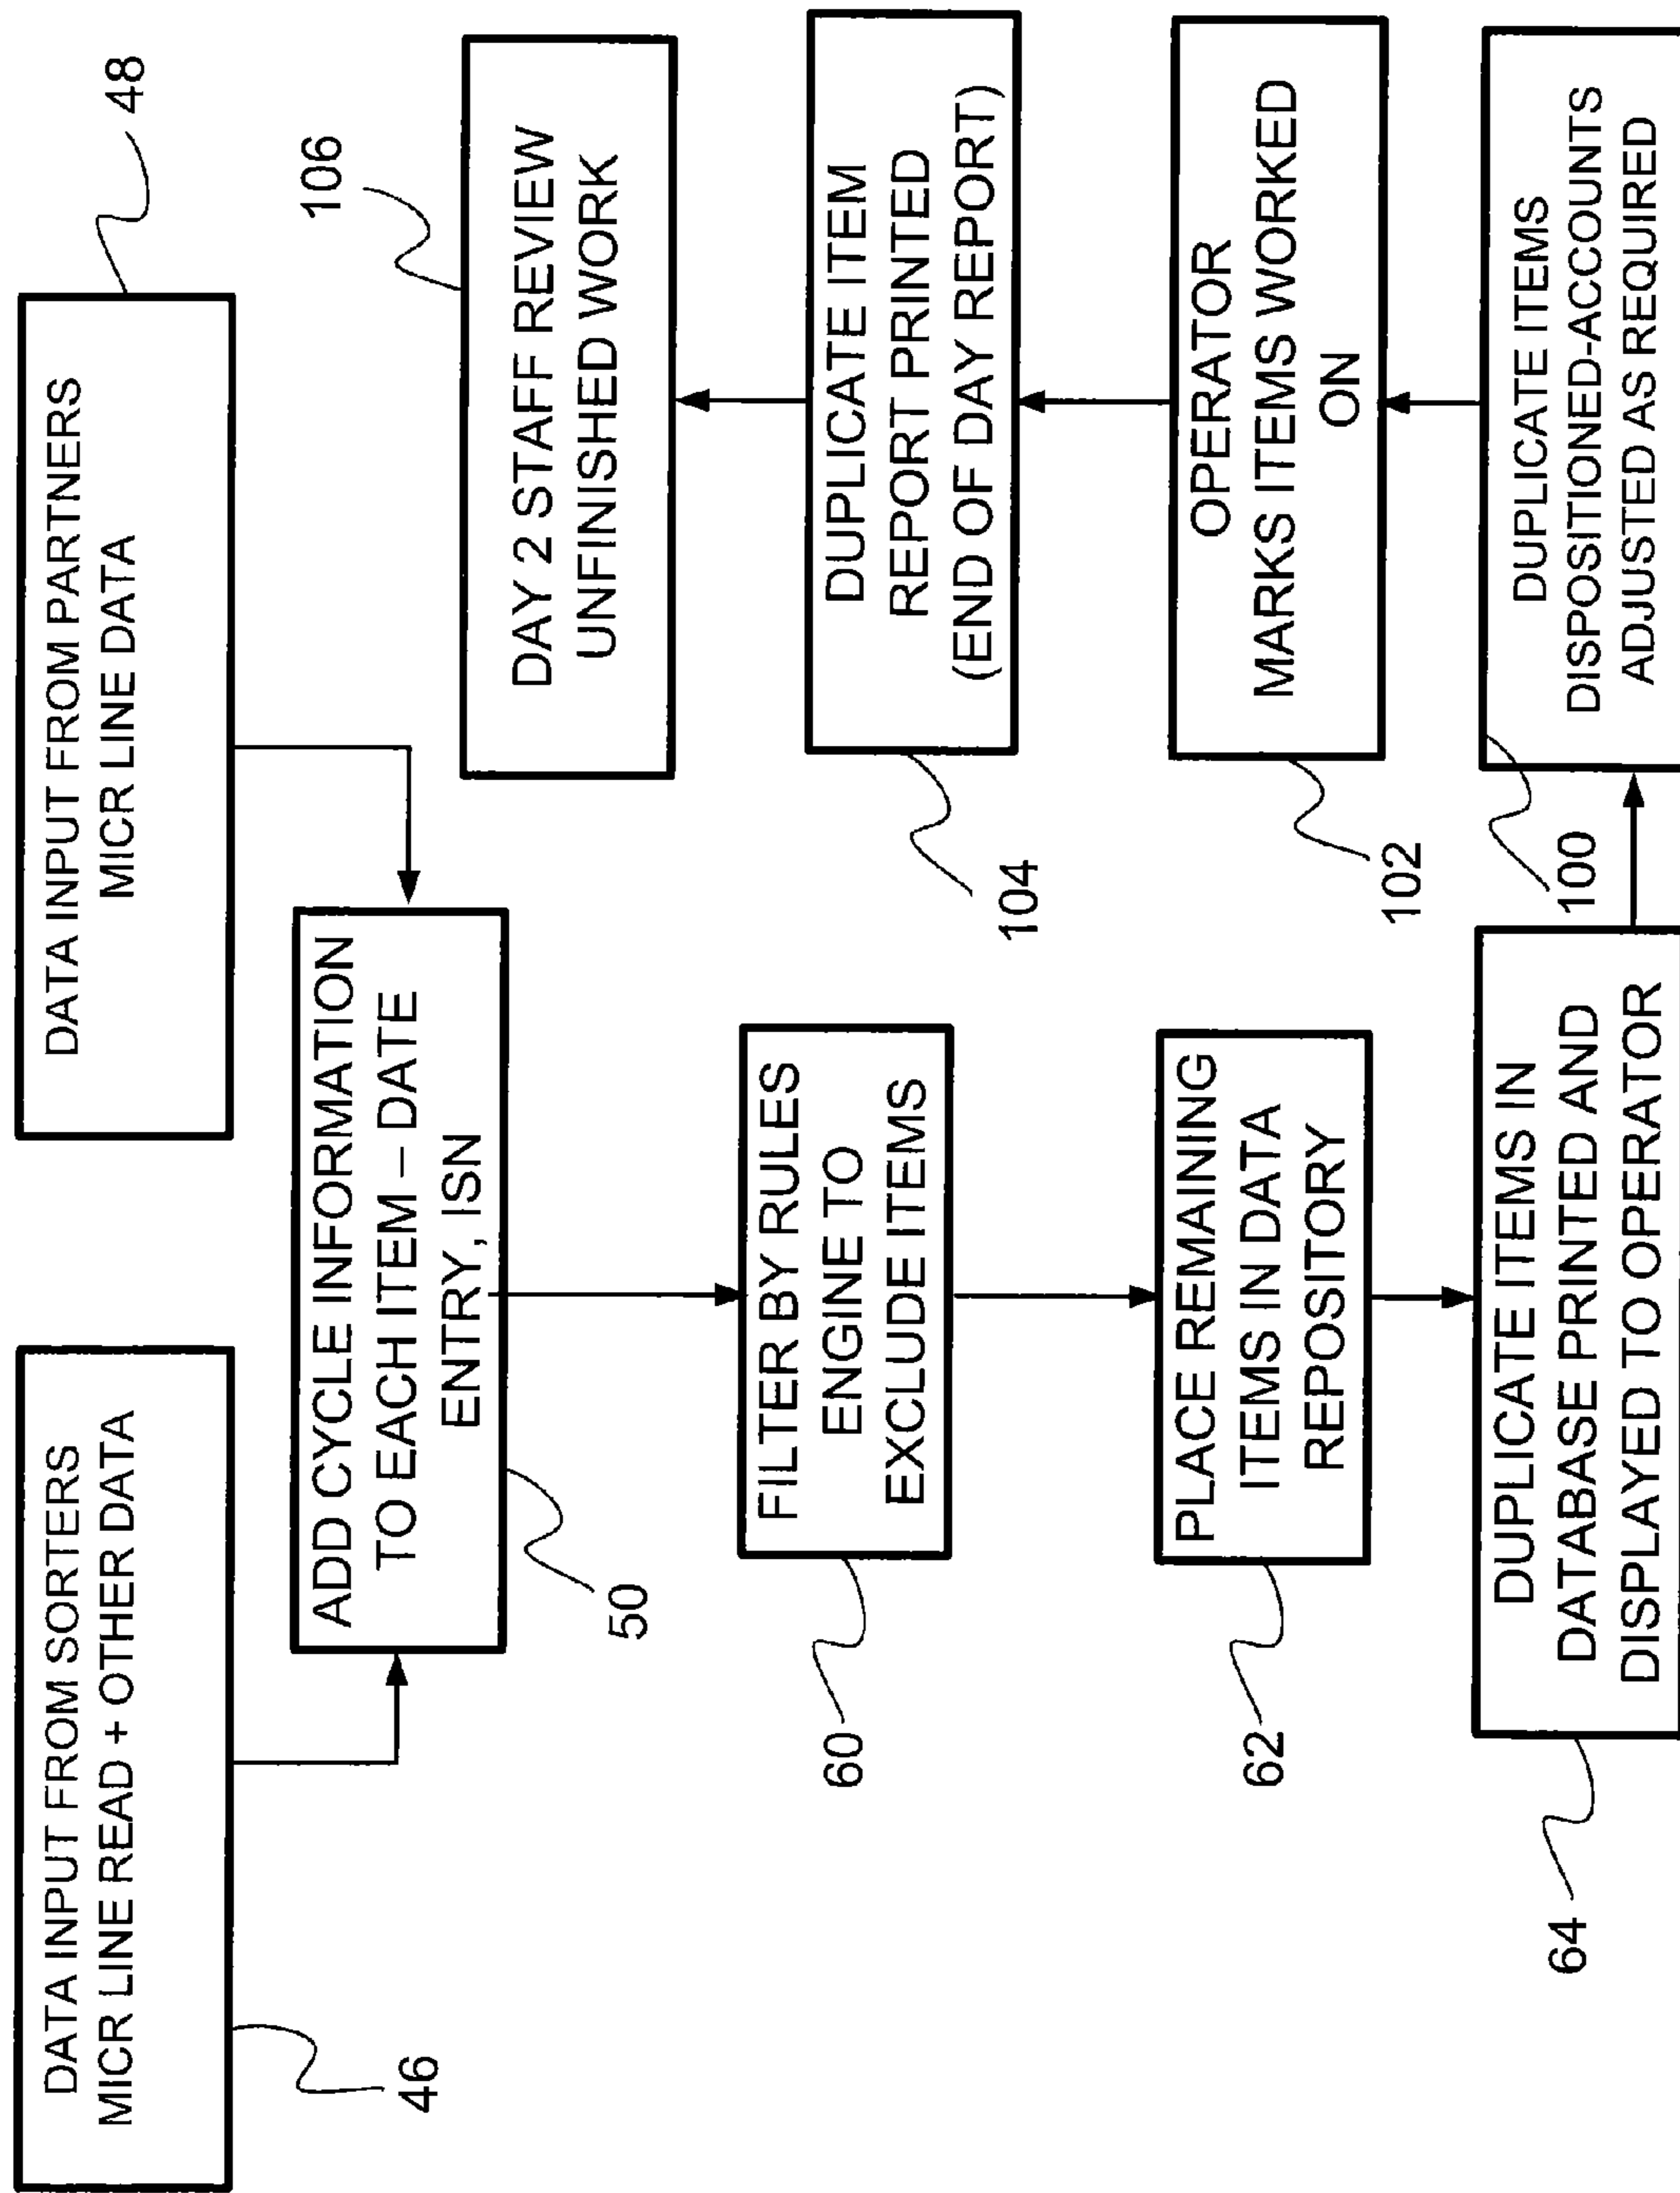 DATA INPUT FROM SORTERS
MICR LINE READ + OTHER DATA
46
DATA INPUT FROM PARTNERS
MICR LINE DATA
48
ADD CYCLE INFORMATION
TO EACH ITEM – DATE
ENTRY, ISN
50
FILTER BY RULES
ENGINE TO
EXCLUDE ITEMS
60
PLACE REMAINING
ITEMS IN DATA
REPOSITORY
62
DUPLICATE ITEMS IN
DATABASE PRINTED AND
DISPLAYED TO OPERATOR
64
DUPLICATE ITEMS
DISPOSITIONED-ACCOUNTS
ADJUSTED AS REQUIRED
100
OPERATOR
MARKS ITEMS WORKED
ON
102
DUPLICATE ITEM
REPORT PRINTED
(END OF DAY REPORT)
104
DAY 2 STAFF REVIEW
UNFINISHED WORK
106